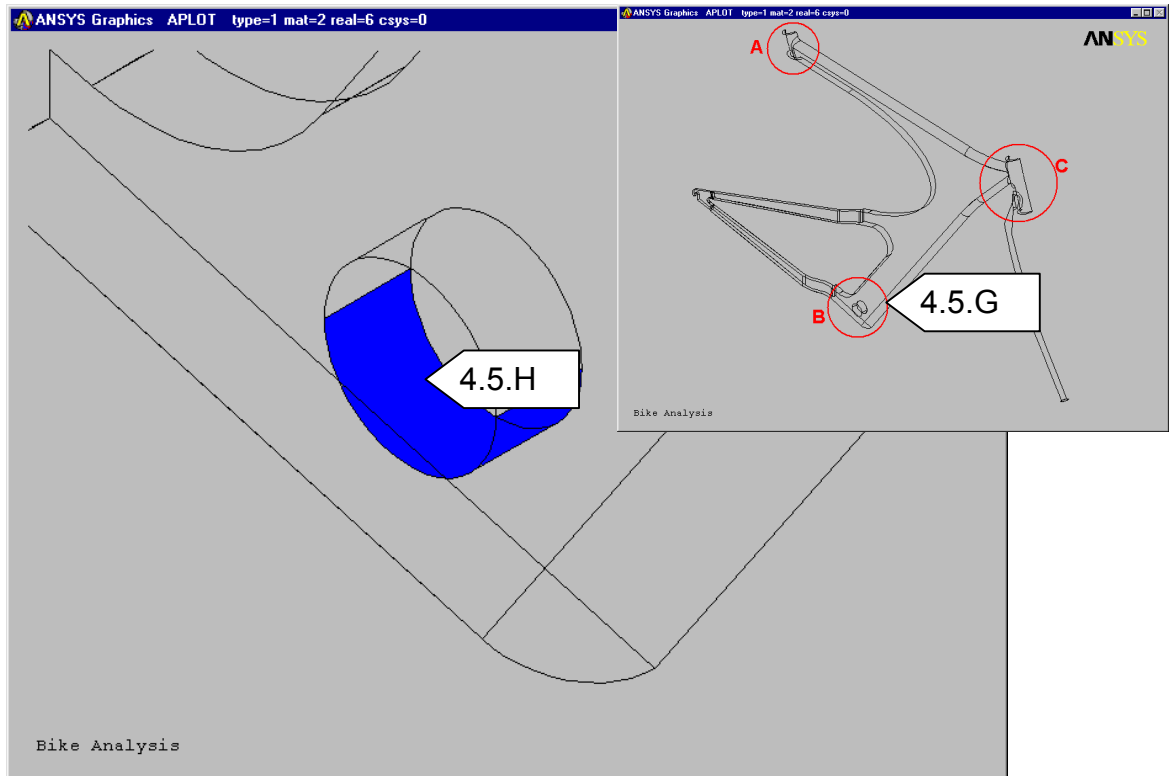 ANSYS Graphics APLOT type=1 mat=2 real=6 csys=0
4.5.H
Bike Analysis
ANSYS Graphics APLOT type=1 mat=2 real=6 csys=0
ANSYS
A
C
4.5.G
B
Bike Analysis